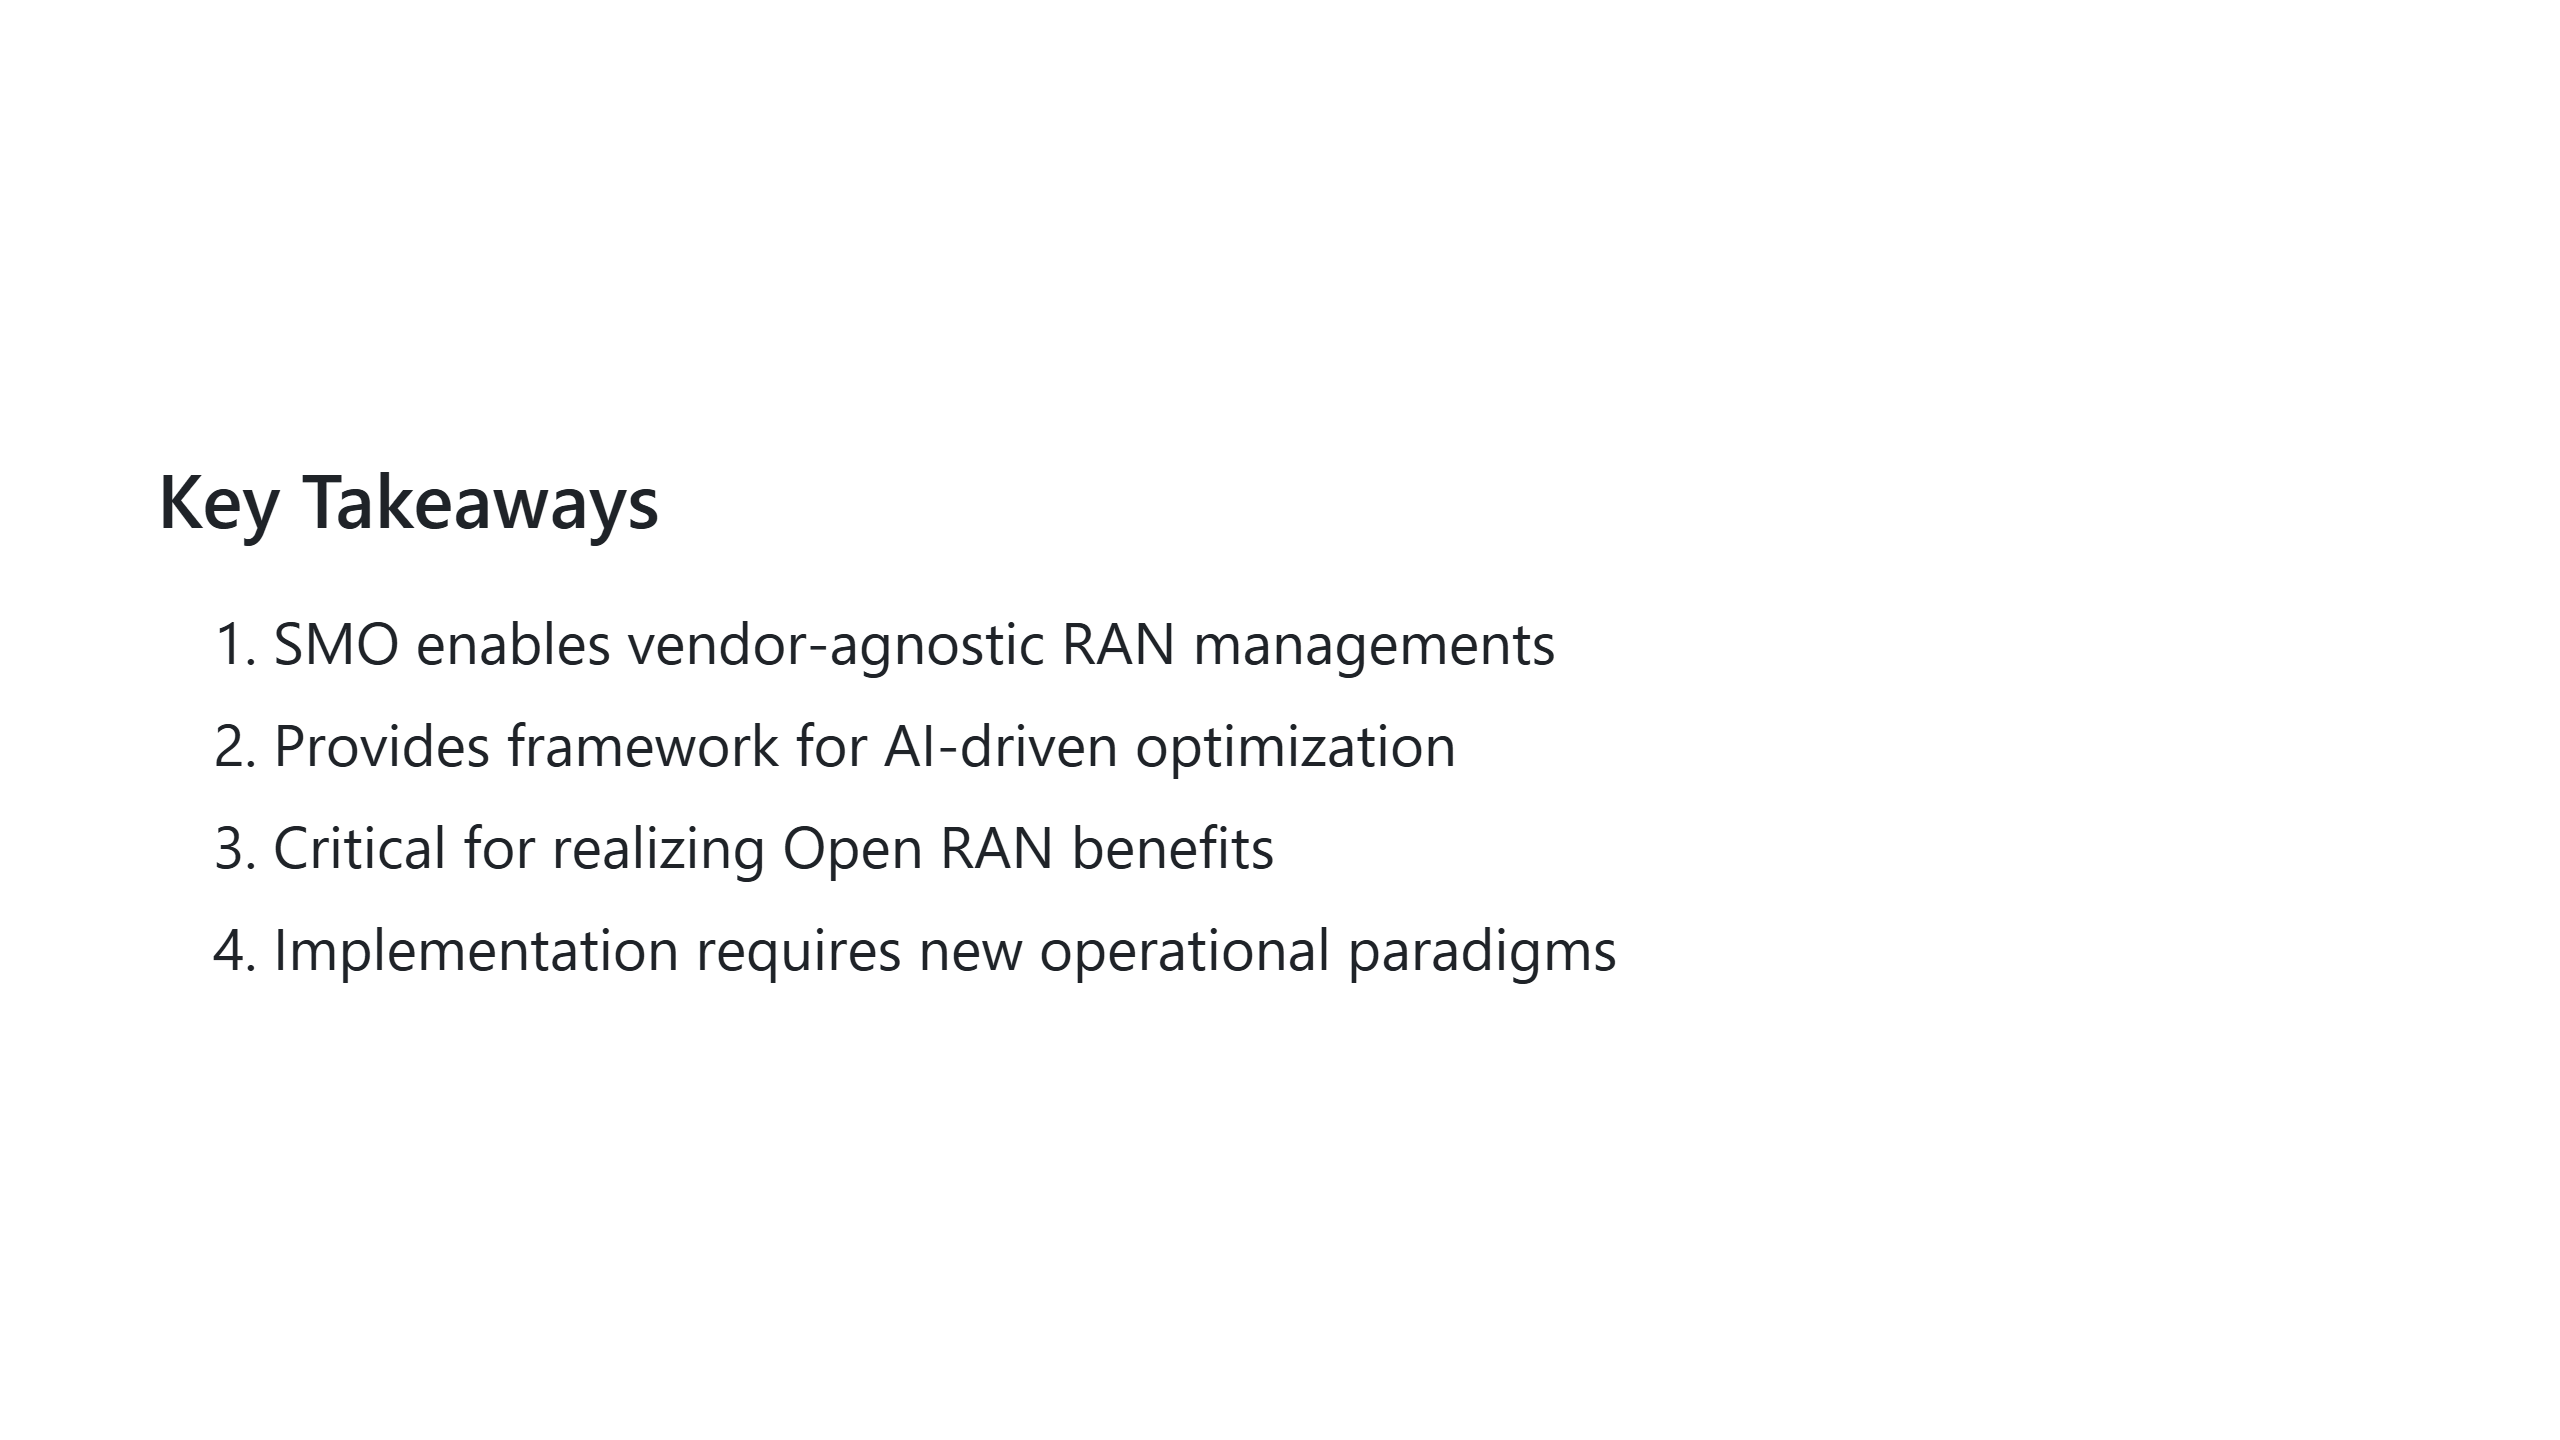 Key Takeaways
1. SMO enables vendor-agnostic RAN managements
2. Provides framework for AI-driven optimization
3. Critical for realizing Open RAN benefits
4. Implementation requires new operational paradigms